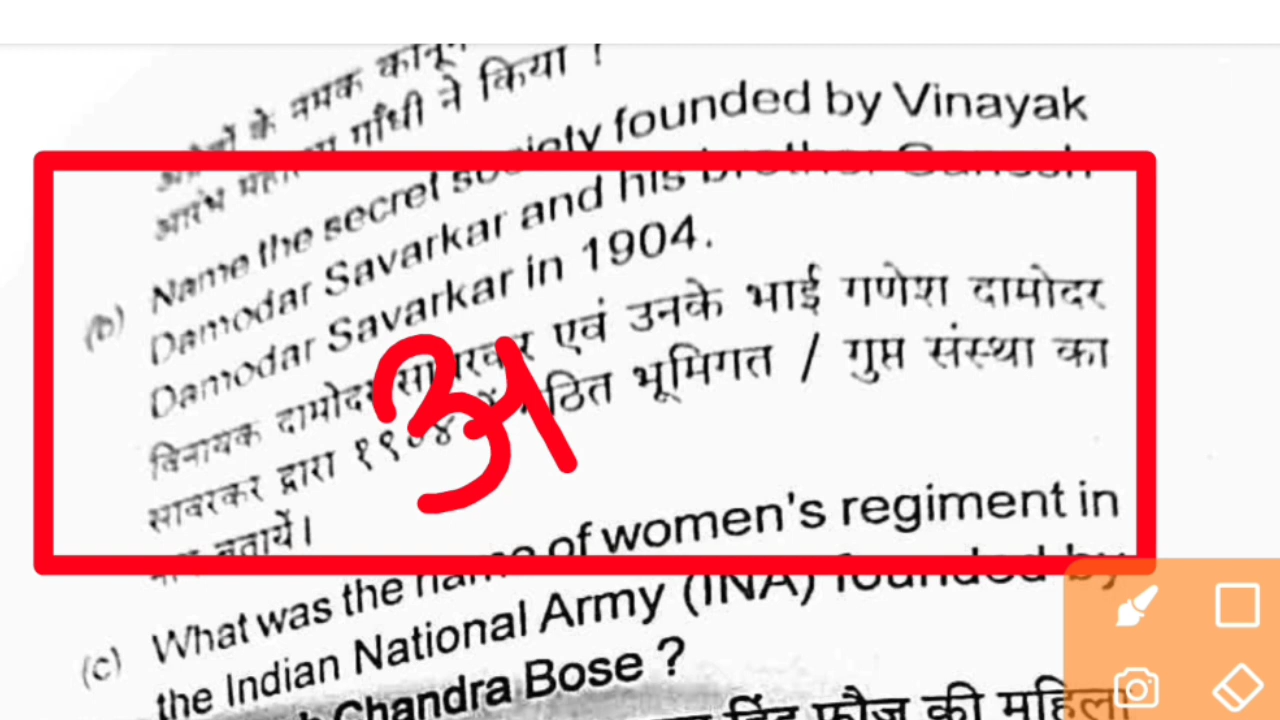 के नमक कानून
गाँधी ने किया !
आरंभ
Name the secret society founded by Vinayak
(b) Damodar Savarkar and his brother Ganesh
Damodar Savarkar in 1904.
विनायक दामोदर सावरकर एवं उनके भाई गणेश दामोदर
सावरकर द्वारा १९०४ में गठित भूमिगत / गुप्त संस्था का
बतायें।
अ
What was the name of women's regiment in
(c) the Indian National Army (INA) founded by
Chandra Bose ?
हिंद फौज की महिला